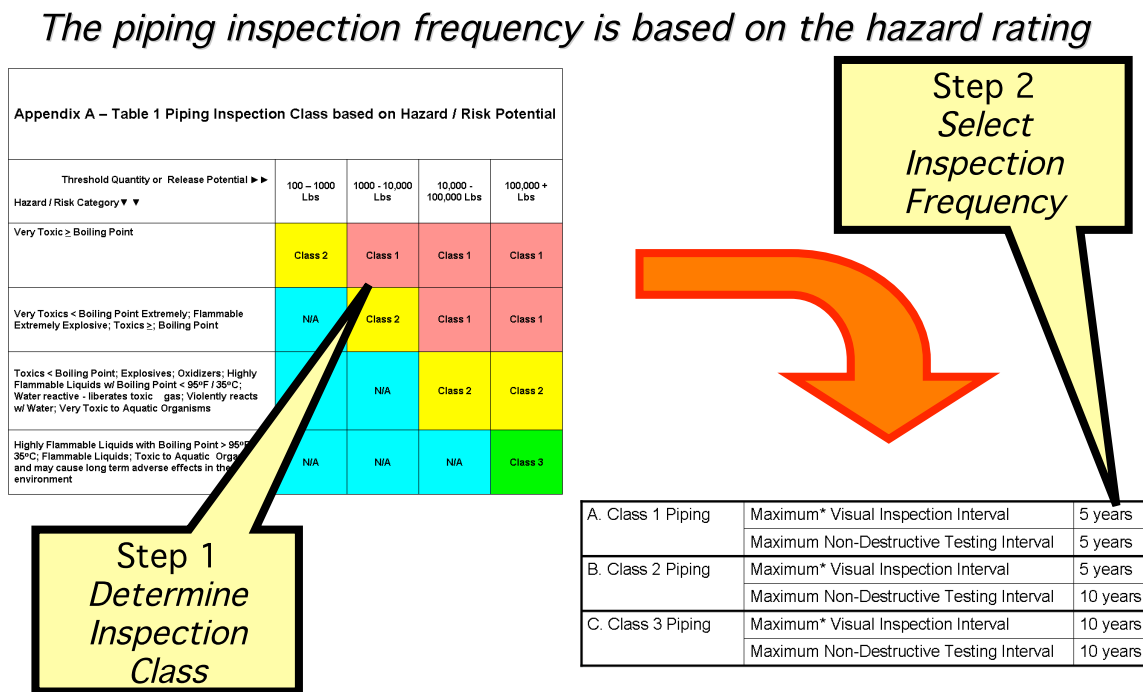 The piping inspection frequency is based on the hazard rating
Appendix A – Table 1 Piping Inspection Class based on Hazard / Risk Potential
Threshold Quantity or Release Potential ►►
Hazard / Risk Category▼ ▼
100 – 1000
Lbs
1000 - 10,000
Lbs
10,000 -
100,000 Lbs
100,000 +
Lbs
Very Toxic ≥ Boiling Point
Class 2
Class 1
Class 1
Class 1
Very Toxics < Boiling Point Extremely; Flammable
Extremely Explosive; Toxics ≥; Boiling Point
N/A
Class 2
Class 1
Class 1
Toxics < Boiling Point; Explosives; Oxidizers; Highly
Flammable Liquids w/ Boiling Point < 95ºF / 35ºC;
Water reactive - liberates toxic gas; Violently reacts
w/ Water; Very Toxic to Aquatic Organisms
N/A
Class 2
Class 2
Highly Flammable Liquids with Boiling Point > 95º
35ºC; Flammable Liquids; Toxic to Aquatic
and may cause long term adverse effects in the
environment
N/A
N/A
N/A
Class 3
Step 1
Determine
Inspection
Class
Step 2
Select
Inspection
Frequency
A. Class 1 Piping
Maximum* Visual Inspection Interval
5 years
Maximum Non-Destructive Testing Interval
5 years
B. Class 2 Piping
Maximum* Visual Inspection Interval
5 years
Maximum Non-Destructive Testing Interval
10 years
C. Class 3 Piping
Maximum* Visual Inspection Interval
10 years
Maximum Non-Destructive Testing Interval
10 years